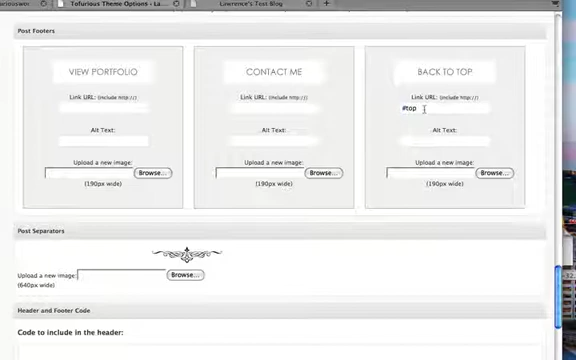 Tofurious Theme Options - La...
Lawrence's Test Blog
Post Footers
VIEW PORTFOLIO
CONTACT ME
BACK TO TOP
Link URL: (include http://)
Link URL: (include http://)
Link URL: (include http://)
#top
Alt Text:
Alt Text:
Alt Text:
Upload a new image:
Upload a new image:
Upload a new image:
Browse...
Browse...
Browse...
(190px wide)
(190px wide)
(190px wide)
Post Separators
Upload a new image:
Browse...
(640px wide)
Header and Footer Code
Code to include in the header: